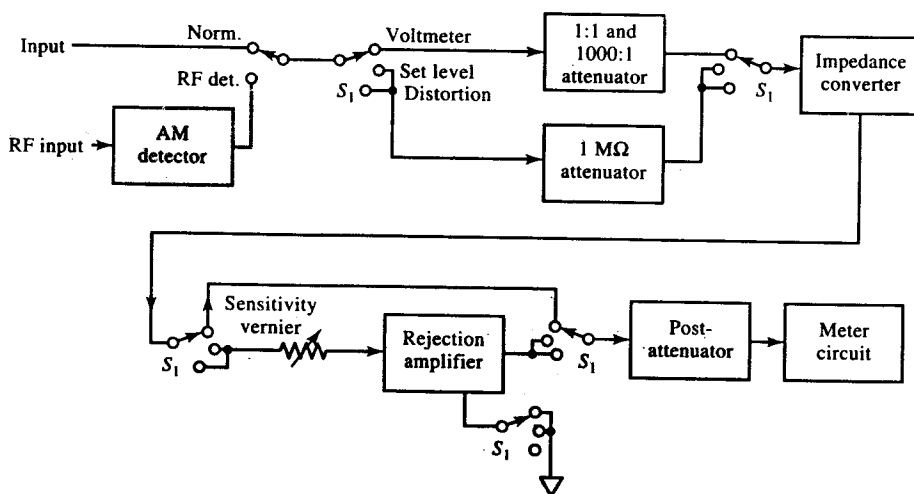 Input
Norm.
Voltmeter
1:1 and
1000:1
attenuator
Impedance
converter
RF det.
S1
Set level
Distortion
S1
RF input
AM
detector
1 MΩ
attenuator
Sensitivity
vernier
S1
Rejection
amplifier
S1
Post-
attenuator
Meter
circuit
S1